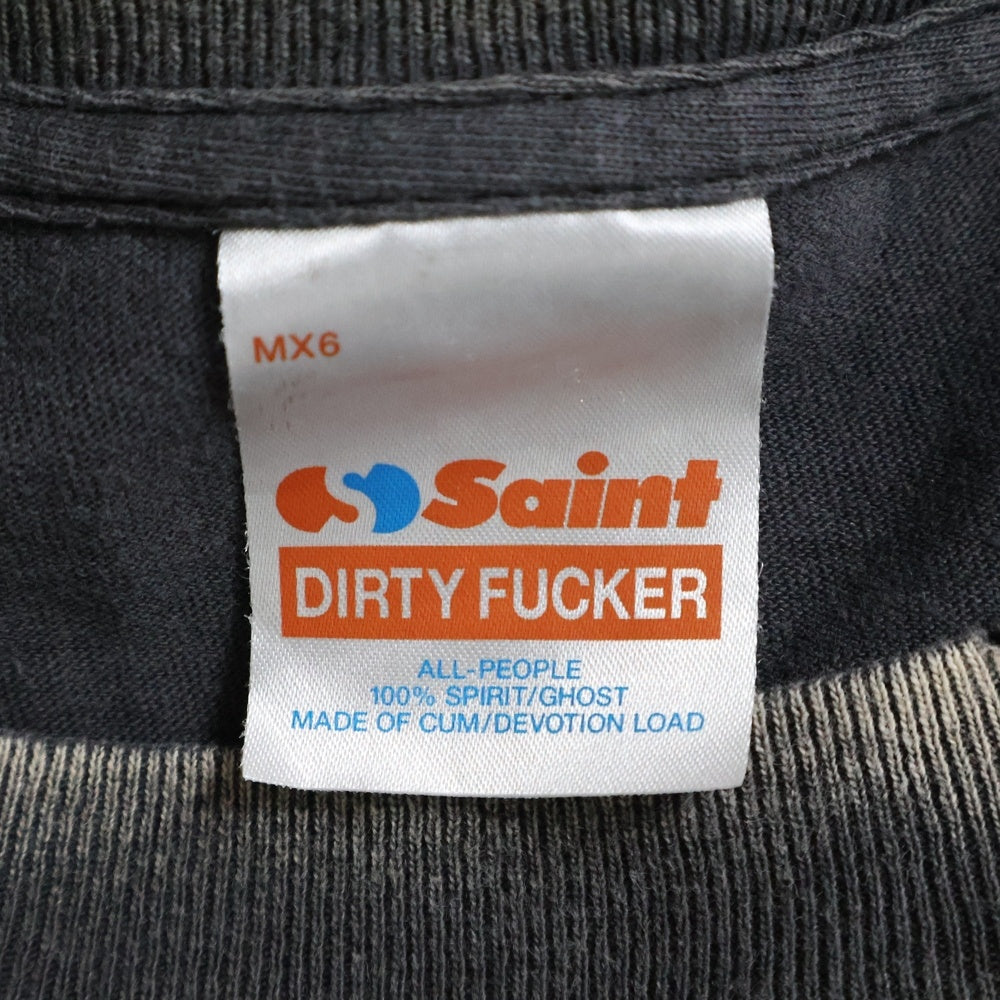 MX6
Saint
DIRTY FUCKER
ALL-PEOPLE
100% SPIRIT/GHOST
MADE OF CUM/DEVOTION LOAD